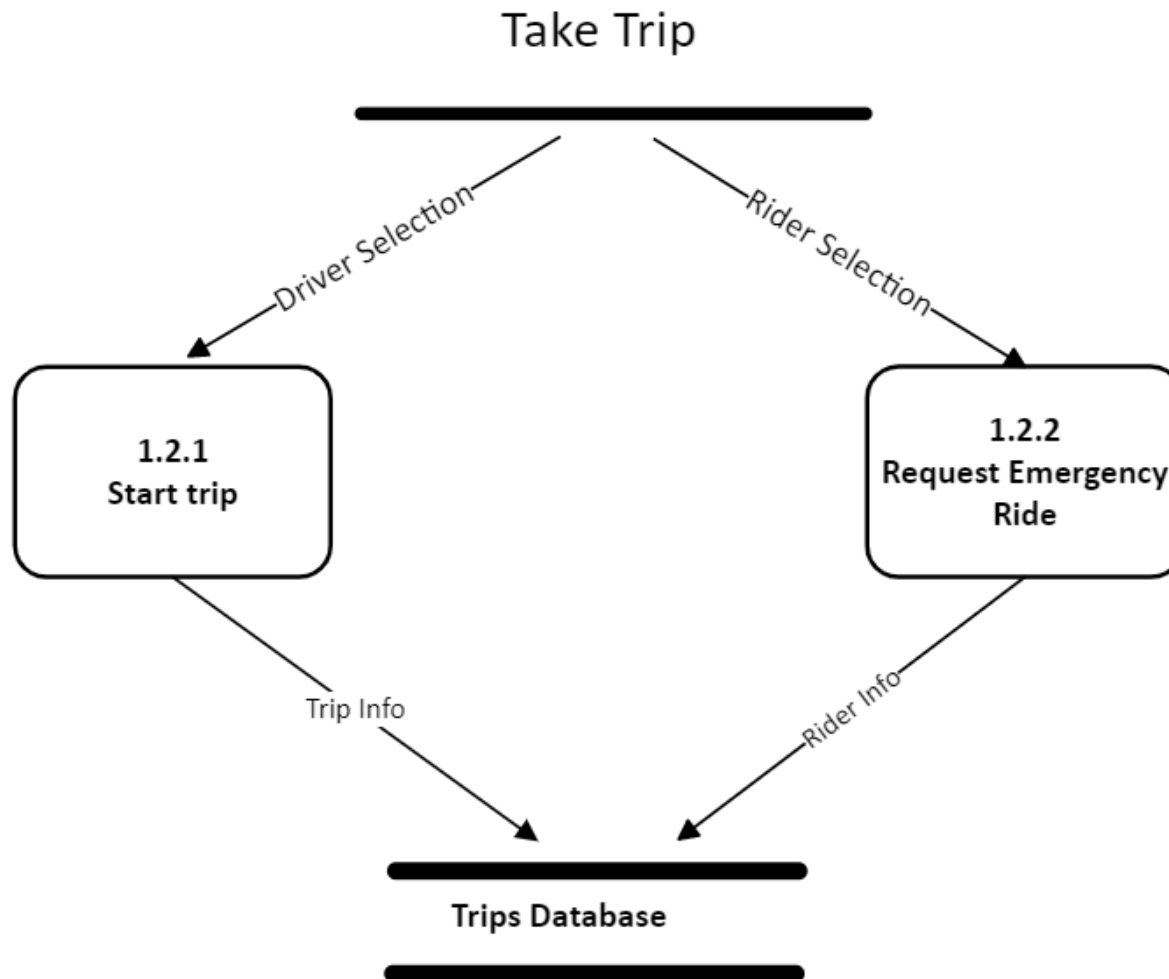 Take Trip
Driver Selection
Rider Selection
1.2.1
Start trip
1.2.2
Request Emergency
Ride
Trip Info
Rider Info
Trips Database